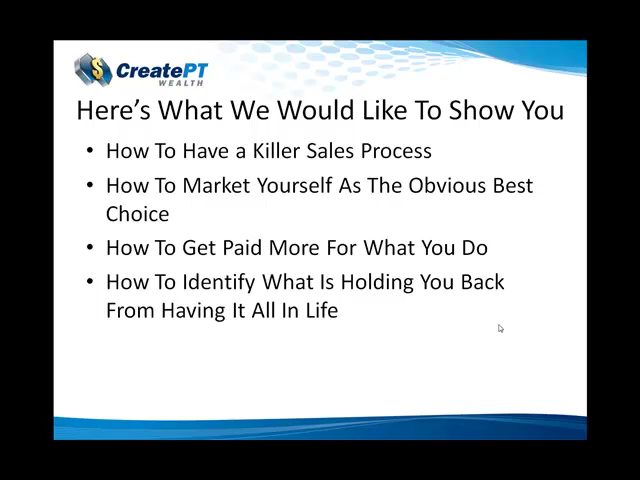 $
CreatePT
WEALTH
Here's What We Would Like To Show You
• How To Have a Killer Sales Process
• How To Market Yourself As The Obvious Best
Choice
• How To Get Paid More For What You Do
• How To Identify What Is Holding You Back
From Having It All In Life